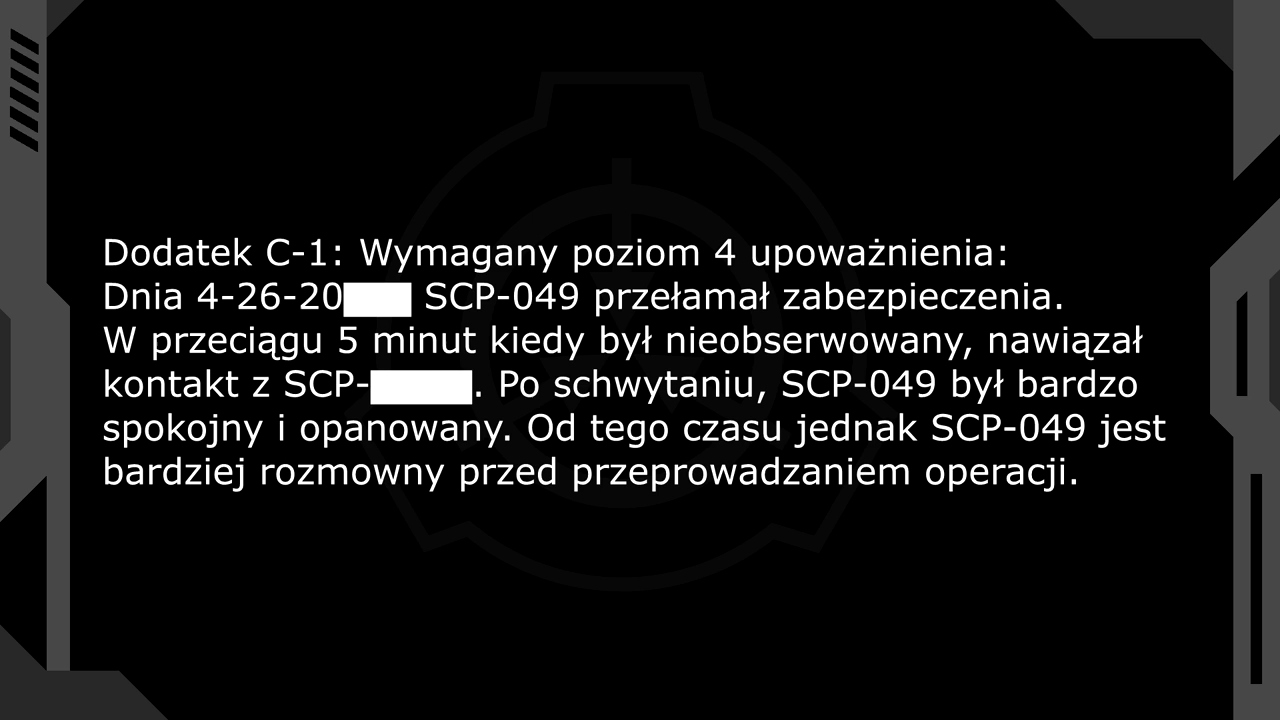 Dodatek C-1: Wymagany poziom 4 upoważnienia:
Dnia 4-26-20 SCP-049 przełamał zabezpieczenia.
W przeciągu 5 minut kiedy był nieobserwowany, nawiązał
kontakt z SCP- . Po schwytaniu, SCP-049 był bardzo
spokojny i opanowany. Od tego czasu jednak SCP-049 jest
bardziej rozmowny przed przeprowadzaniem operacji.